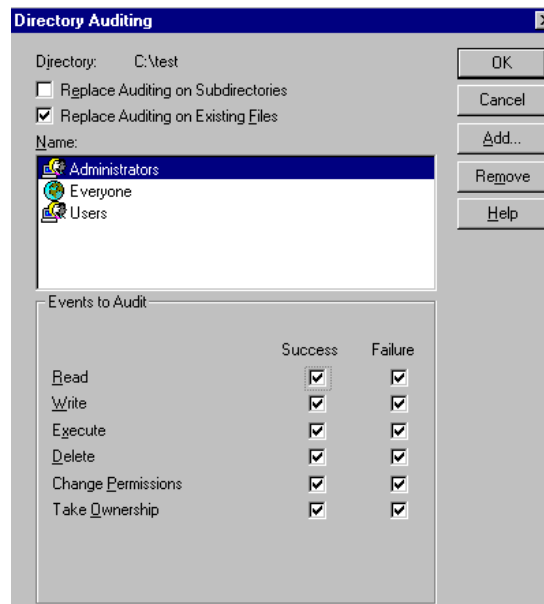 Directory Auditing
Directory: C:\test
Replace Auditing on Subdirectories
Replace Auditing on Existing Files
Name:
Administrators
Everyone
Users
OK
Cancel
Add...
Remove
Help
Events to Audit
Success Failure
Read
Write
Execute
Delete
Change Permissions
Take Ownership